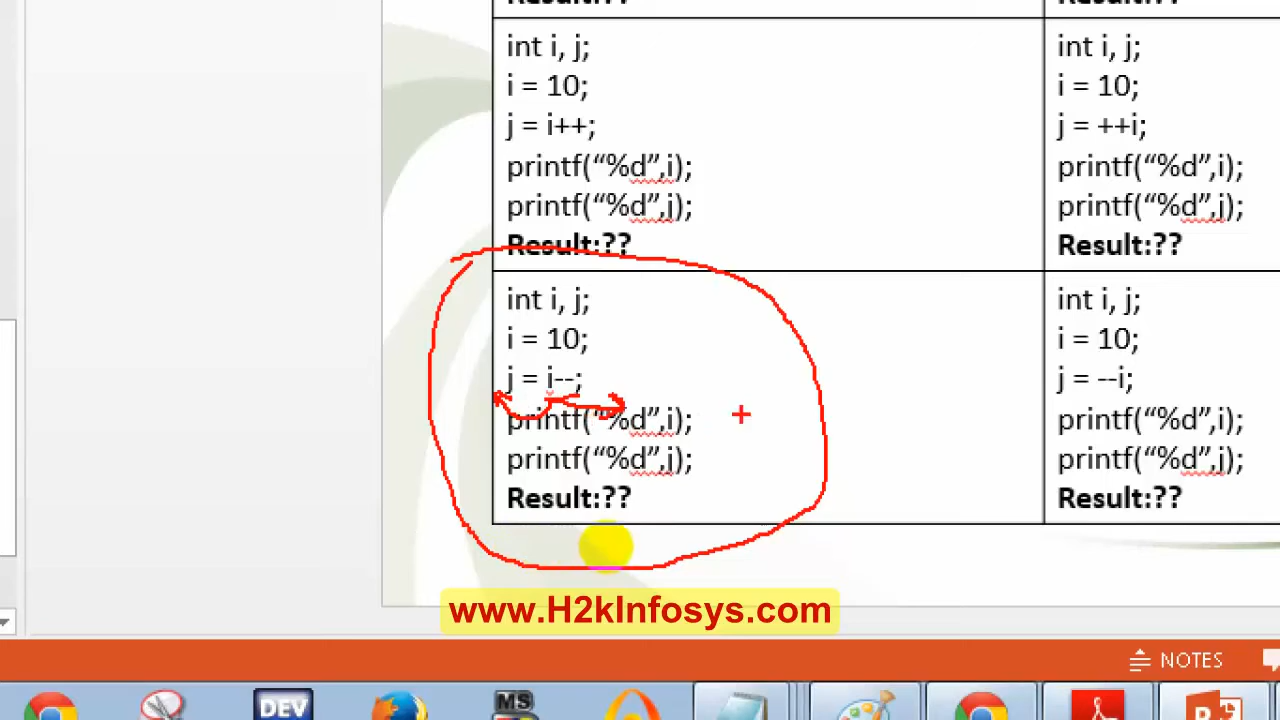 Result:??
Result:??
int i, j;
i = 10;
j = i++;
printf(“%d”,i);
printf(“%d”,j);
Result:??
int i, j;
i = 10;
j = ++i;
printf(“%d”,i);
printf(“%d”,j);
Result:??
int i, j;
i = 10;
j = i--;
printf(“%d”,i);
printf(“%d”,j);
Result:??
int i, j;
i = 10;
j = --i;
printf(“%d”,i);
printf(“%d”,j);
Result:??
www.H2kInfosys.com
NOTES
DEV
MS